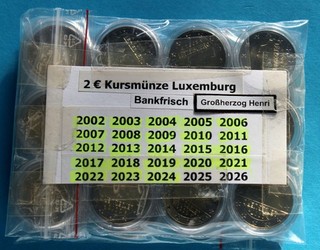 2 € Kursmünze Luxemburg
Bankfrisch Großherzog Henri
2002 2003 2004 2005 2006
2007 2008 2009 2010 2011
2012 2013 2014 2015 2016
2017 2018 2019 2020 2021
2022 2023 2024 2025 2026